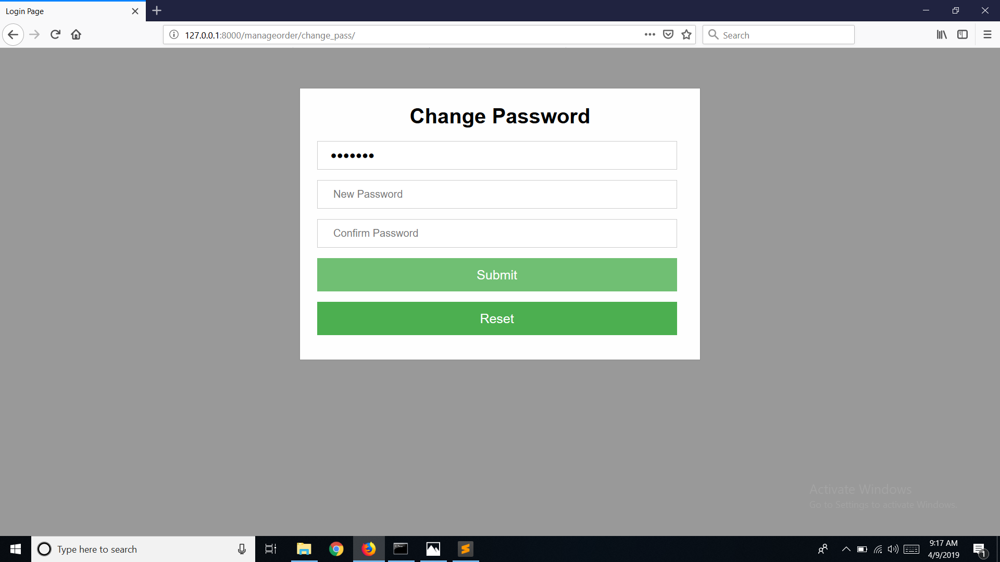 Login Page
127.0.0.1:8000/manageorder/change_pass/
Search
Change Password
•••••••
New Password
Confirm Password
Submit
Reset
Activate Windows
Go to Settings to activate Windows.
Type here to search
9:17 AM
4/9/2019
1